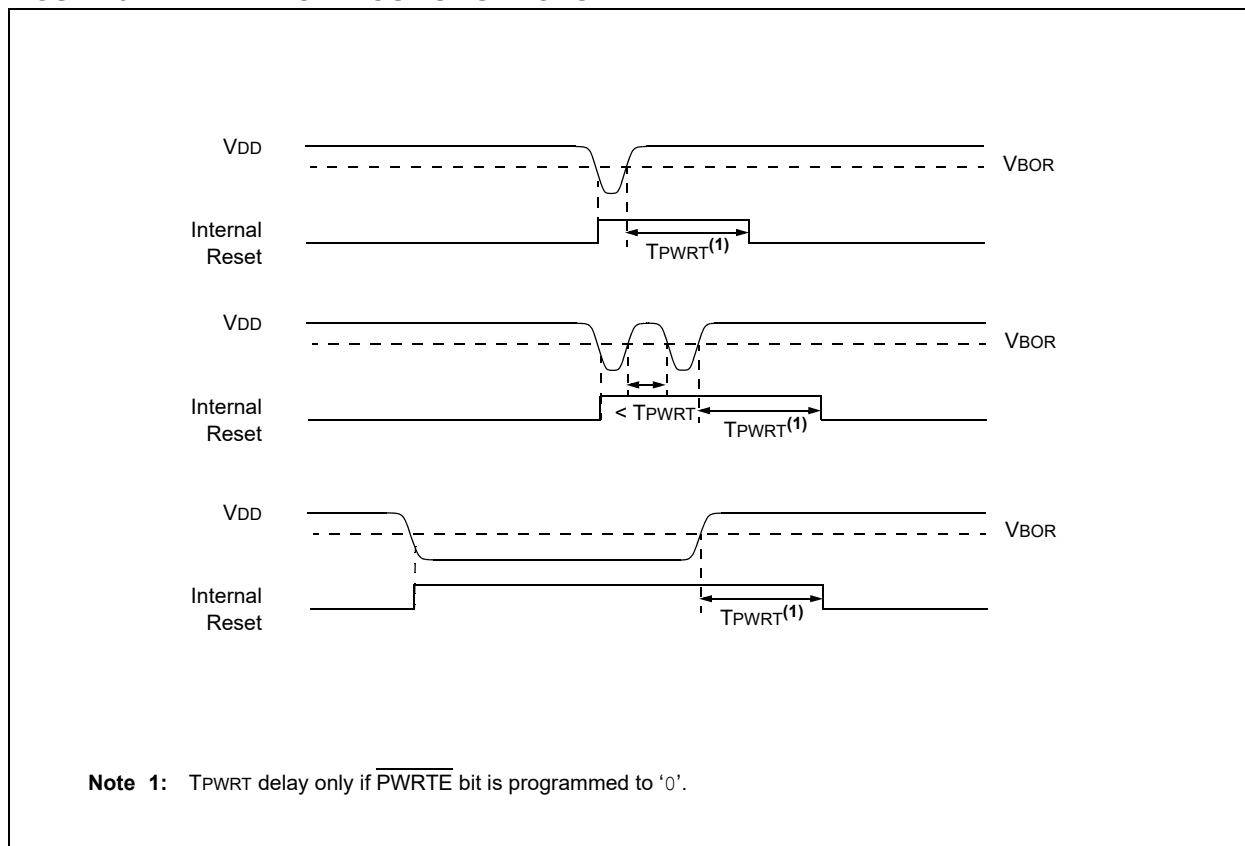 VDD
VBOR
Internal
Reset
TPWRT(1)
VDD
VBOR
Internal
Reset
< TPWRT
TPWRT(1)
VDD
VBOR
Internal
Reset
TPWRT(1)
Note 1: TPWRT delay only if PWRTE bit is programmed to ‘0’.